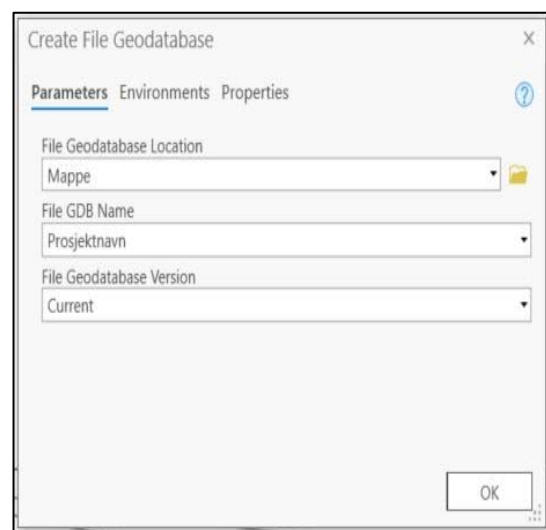 Create File Geodatabase
Parameters Environments Properties
File Geodatabase Location
Mappe
File GDB Name
Prosjektnavn
File Geodatabase Version
Current
OK